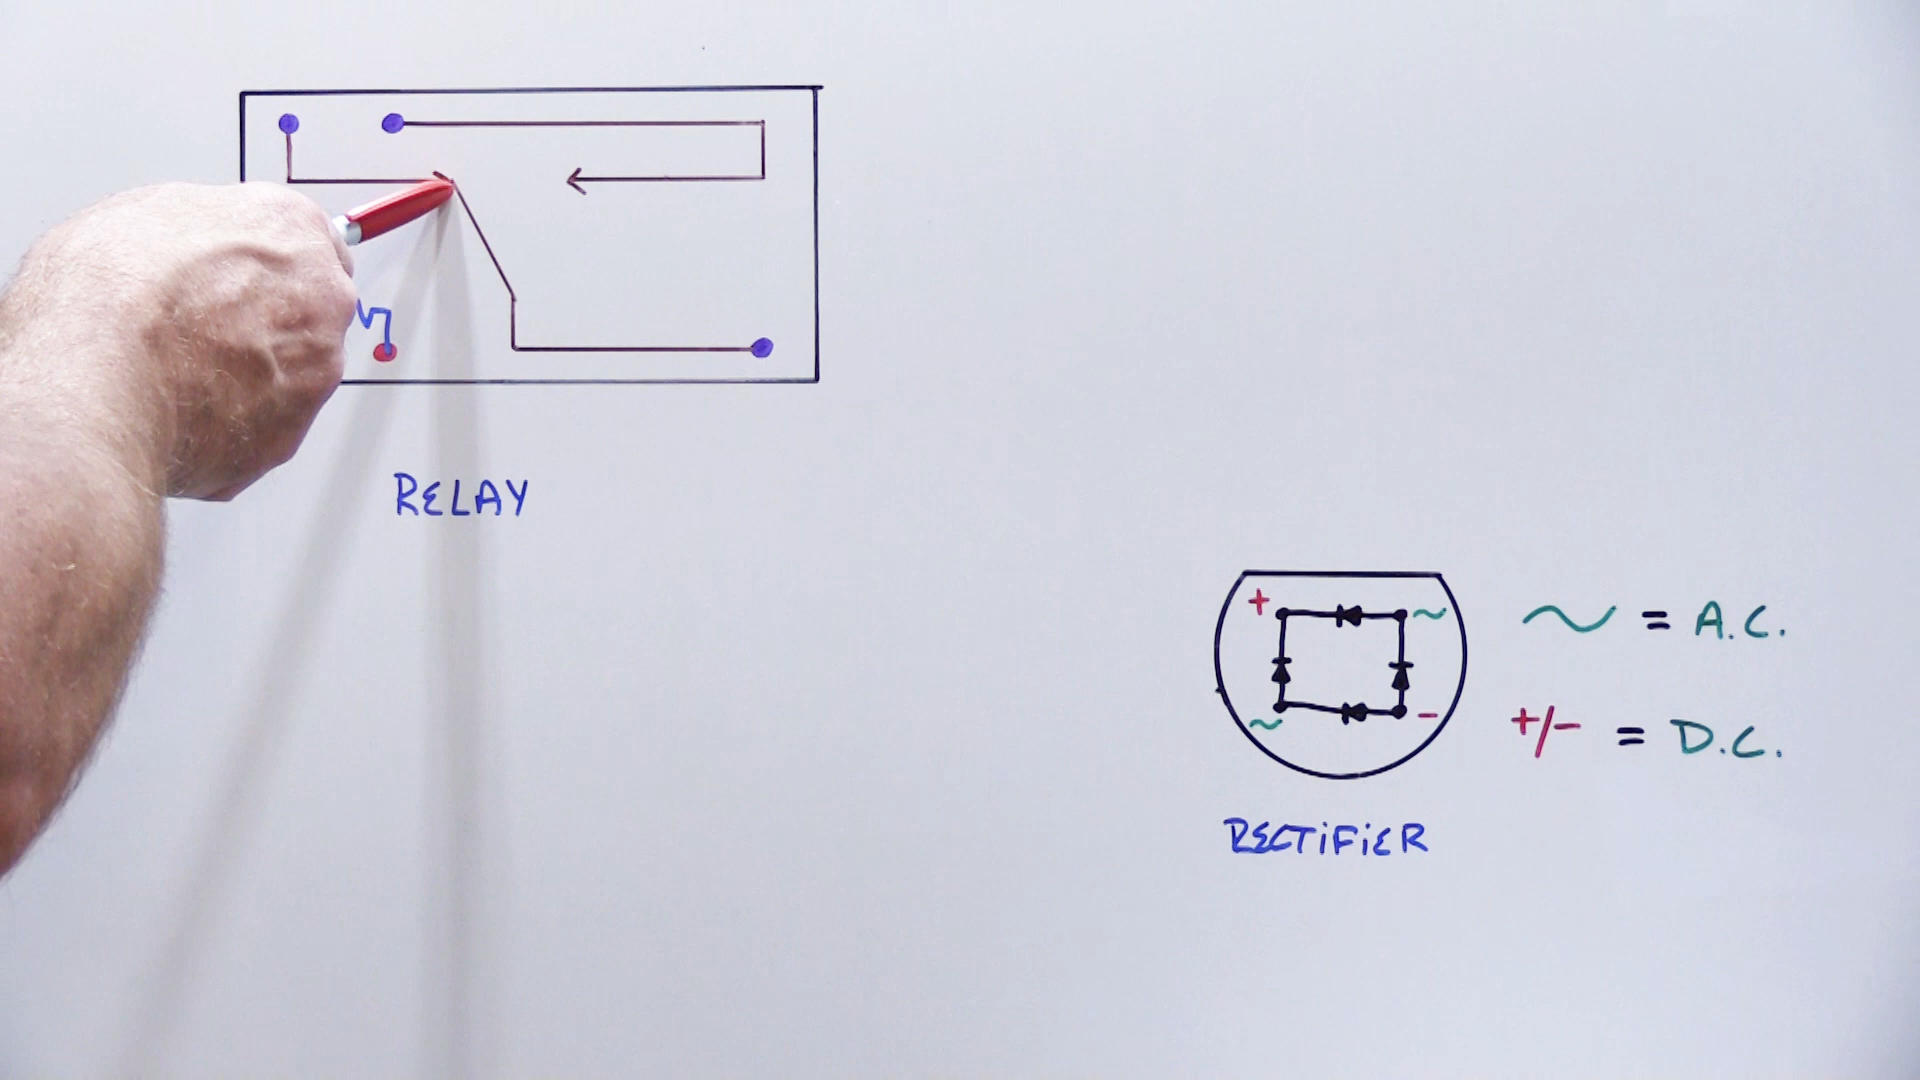 RELAY
+ ~
~ -
~ = A.C.
+/- = D.C.
RECTiFiER